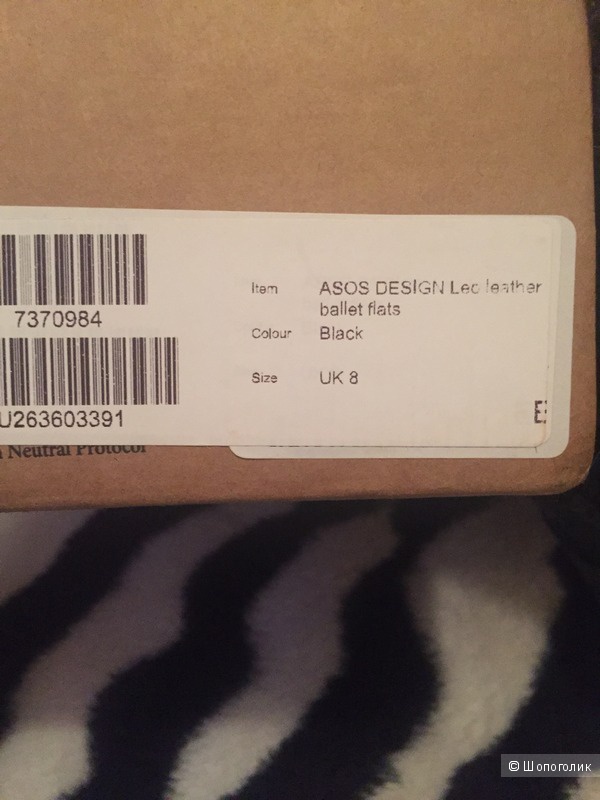 7370984
U263603391
Item ASOS DESIGN Leo leather
ballet flats
Colour Black
Size UK 8
E
Neutral Protocol
© Шопоголик